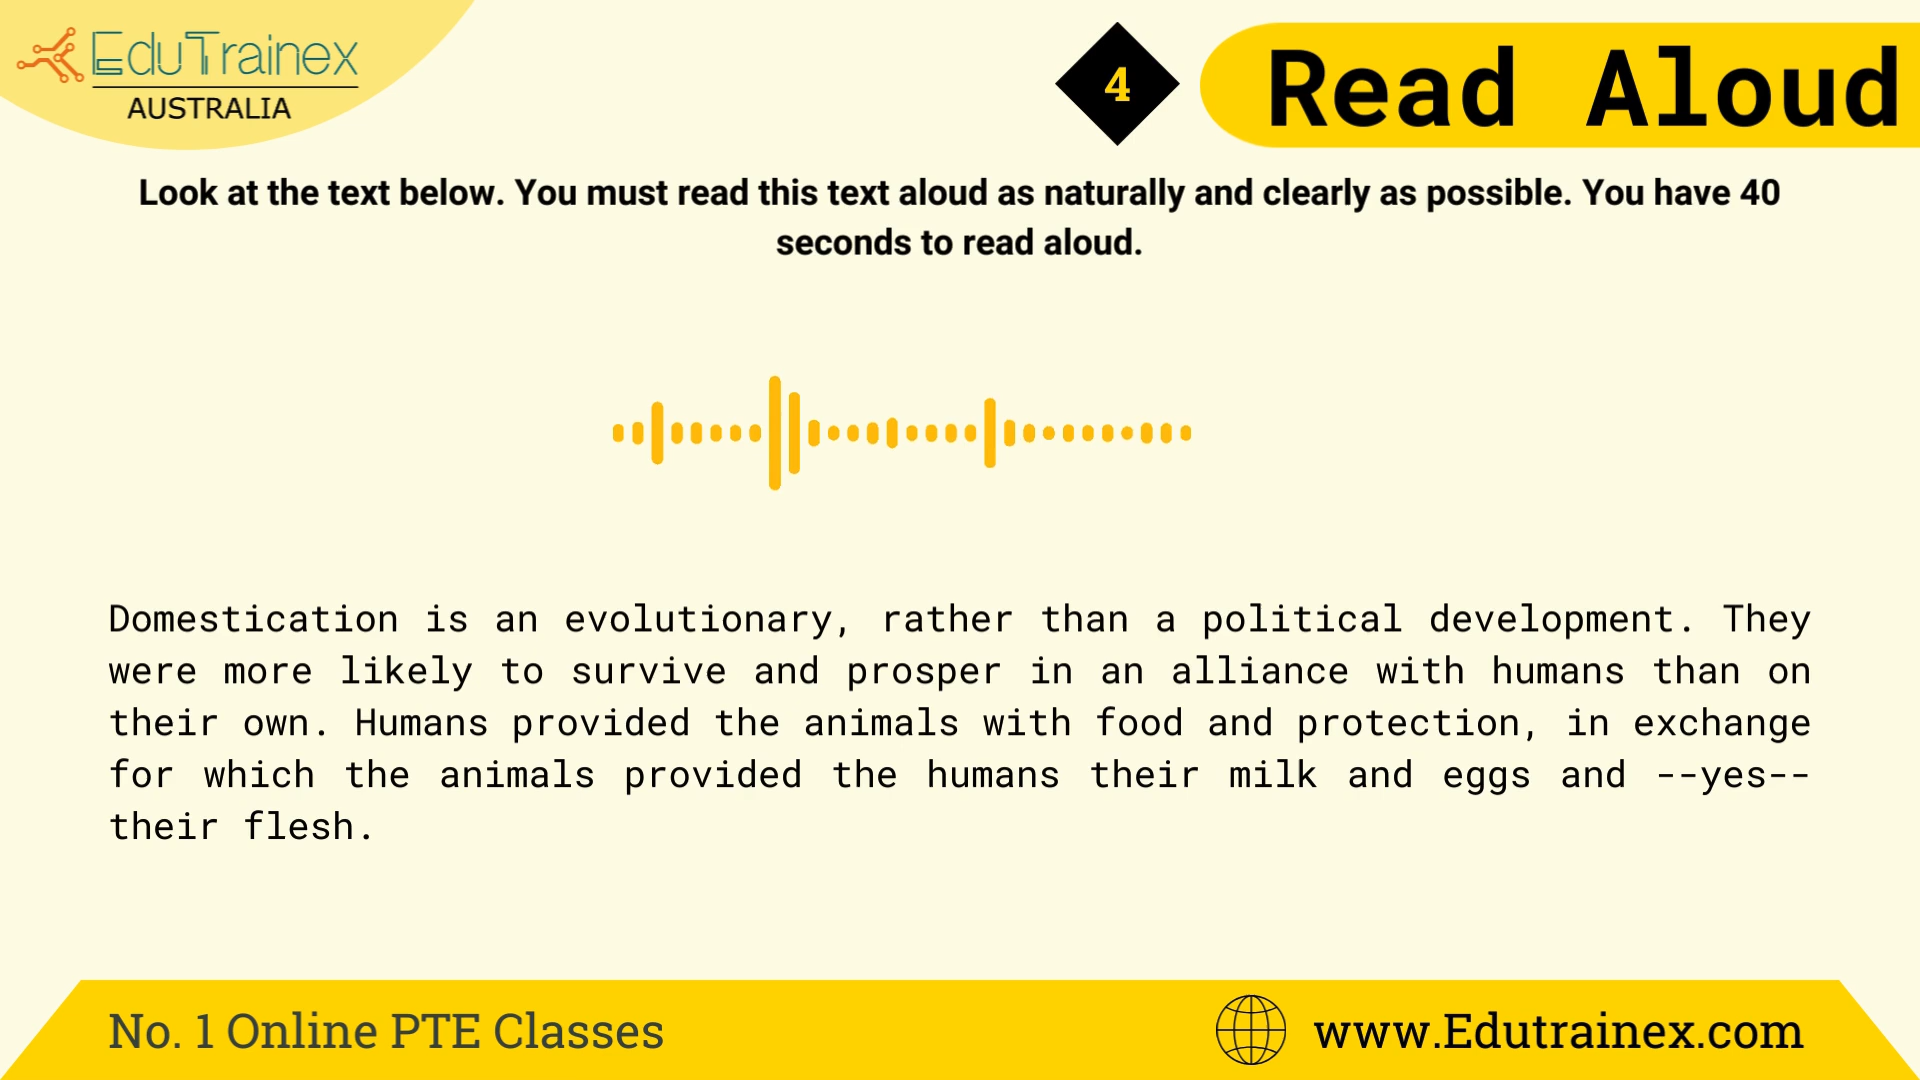 EduTrainex
AUSTRALIA
4
Read Aloud
Look at the text below. You must read this text aloud as naturally and clearly as possible. You have 40
seconds to read aloud.
Domestication is an evolutionary, rather than a political development. They
were more likely to survive and prosper in an alliance with humans than on
their own. Humans provided the animals with food and protection, in exchange
for which the animals provided the humans their milk and eggs and --yes--
their flesh.
No. 1 Online PTE Classes
www.Edutrainex.com